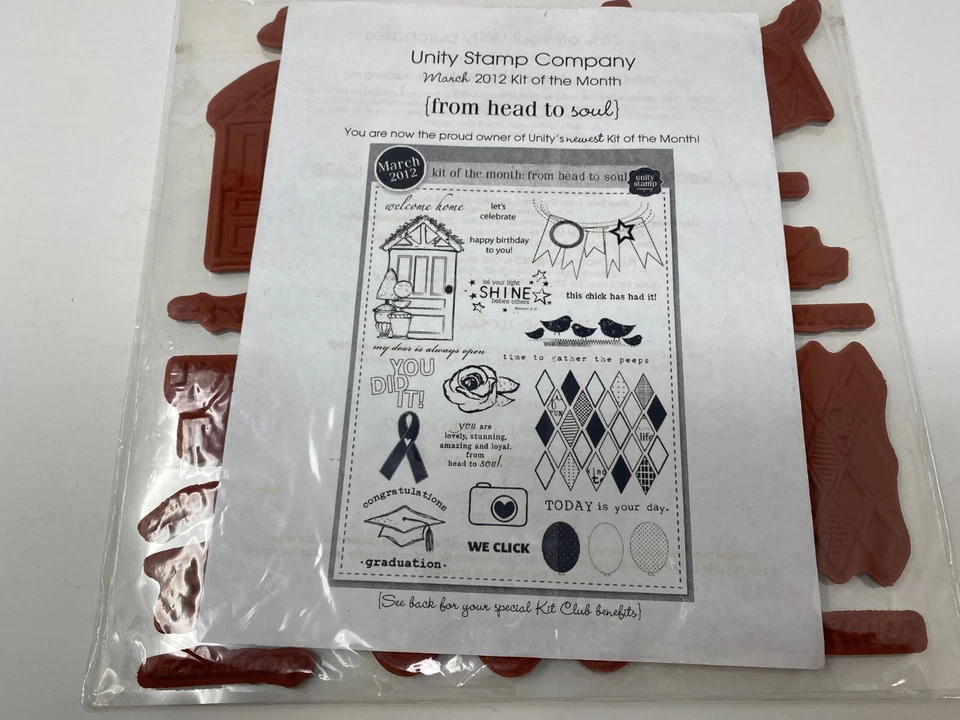 Unity Stamp Company
March 2012 Kit of the Month
{from head to soul}
You are now the proud owner of Unity's newest Kit of the Month!
March 2012
kit of the month: from head to soul
unity stamp company
welcome home
let's celebrate
happy birthday to you!
let your light
SHINE
before others
this chick has had it!
my door is always open
time to gather the peeps
YOU DID IT!
you are
lovely, stunning,
amazing and loyal.
from
head to soul.
life
kind
congratulations
·graduation·
WE CLICK
TODAY is your day.
{See back for your special Kit Club benefits}